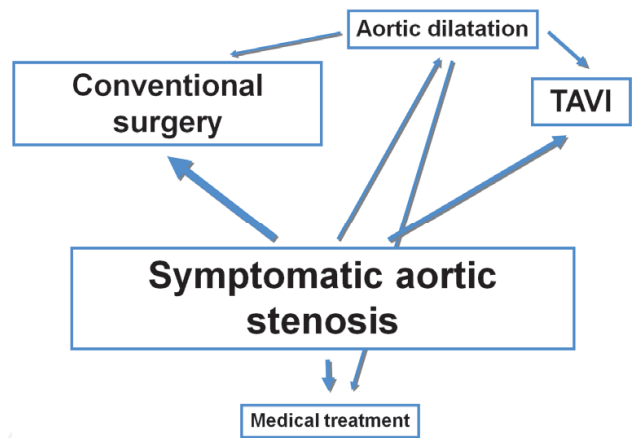 Aortic dilatation
Conventional
surgery
TAVI
Symptomatic aortic
stenosis
Medical treatment